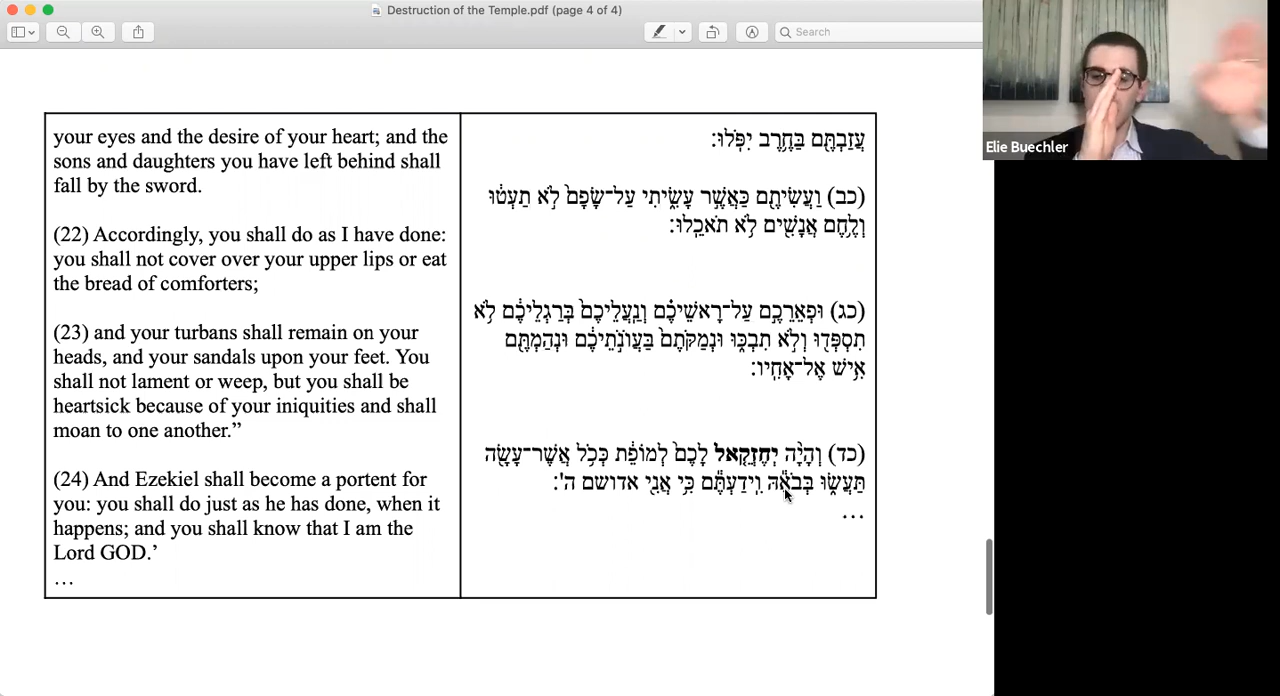 Destruction of the Temple.pdf (page 4 of 4)
Search
Elie Buechler
your eyes and the desire of your heart; and the
sons and daughters you have left behind shall
fall by the sword.
(22) Accordingly, you shall do as I have done:
you shall not cover over your upper lips or eat
the bread of comforters;
(23) and your turbans shall remain on your
heads, and your sandals upon your feet. You
shall not lament or weep, but you shall be
heartsick because of your iniquities and shall
moan to one another.”
(24) And Ezekiel shall become a portent for
you: you shall do just as he has done, when it
happens; and you shall know that I am the
Lord GOD.’
…
עֲזַבְתֶּ֖ם בַּחֶ֥רֶב יִפֹּֽלוּ׃
(כב) וַעֲשִׂיתֶ֖ם כַּאֲשֶׁ֣ר עָשִׂ֑יתִי עַל־שָׂפָם֙ לֹ֣א תַעְט֔וּ
וְלֶ֥חֶם אֲנָשִׁ֖ים לֹ֥א תֹאכֵֽלוּ׃
(כג) וּפְאֵרֵכֶ֣ם עַל־רָאשֵׁיכֶ֗ם וְנַֽעֲלֵיכֶם֙ בְּרַגְלֵיכֶ֔ם לֹ֥א
תִסְפְּד֖וּ וְלֹ֣א תִבְכּ֑וּ וּנְמַקֹּתֶם֙ בַּעֲוֺנֹ֣תֵיכֶ֔ם וּנְהַמְתֶּ֖ם
אִ֥ישׁ אֶל־אָחִֽיו׃
(כד) וְהָיָ֨ה יְחֶזְקֵ֤אל לָכֶם֙ לְמוֹפֵ֔ת כְּכֹ֥ל אֲשֶׁר־עָשָׂ֖ה
תַּעֲשׂ֑וּ בְּבֹאָ֕הּ וִֽידַעְתֶּ֕ם כִּ֥י אֲנִ֖י אדושם ה'׃
…